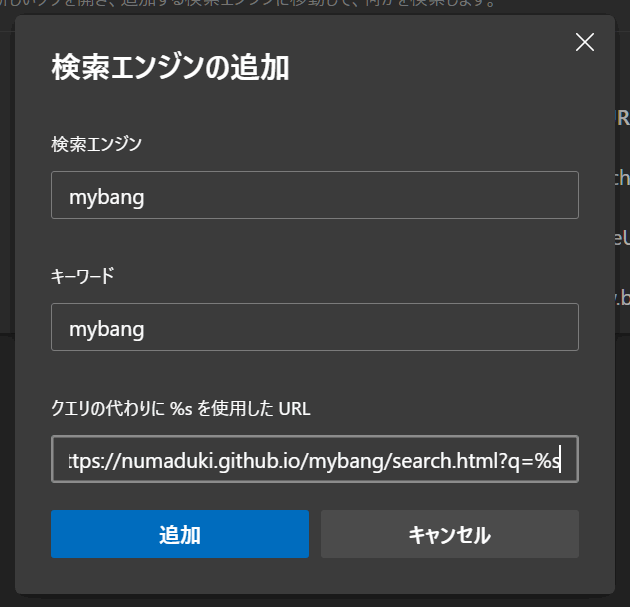 新しいタブを開き、追加する検索エンジンに移動して、何かを検索します。
検索エンジンの追加
検索エンジン
mybang
キーワード
mybang
クエリの代わりに %s を使用した URL
ttps://numaduki.github.io/mybang/search.html?q=%s
追加
キャンセル